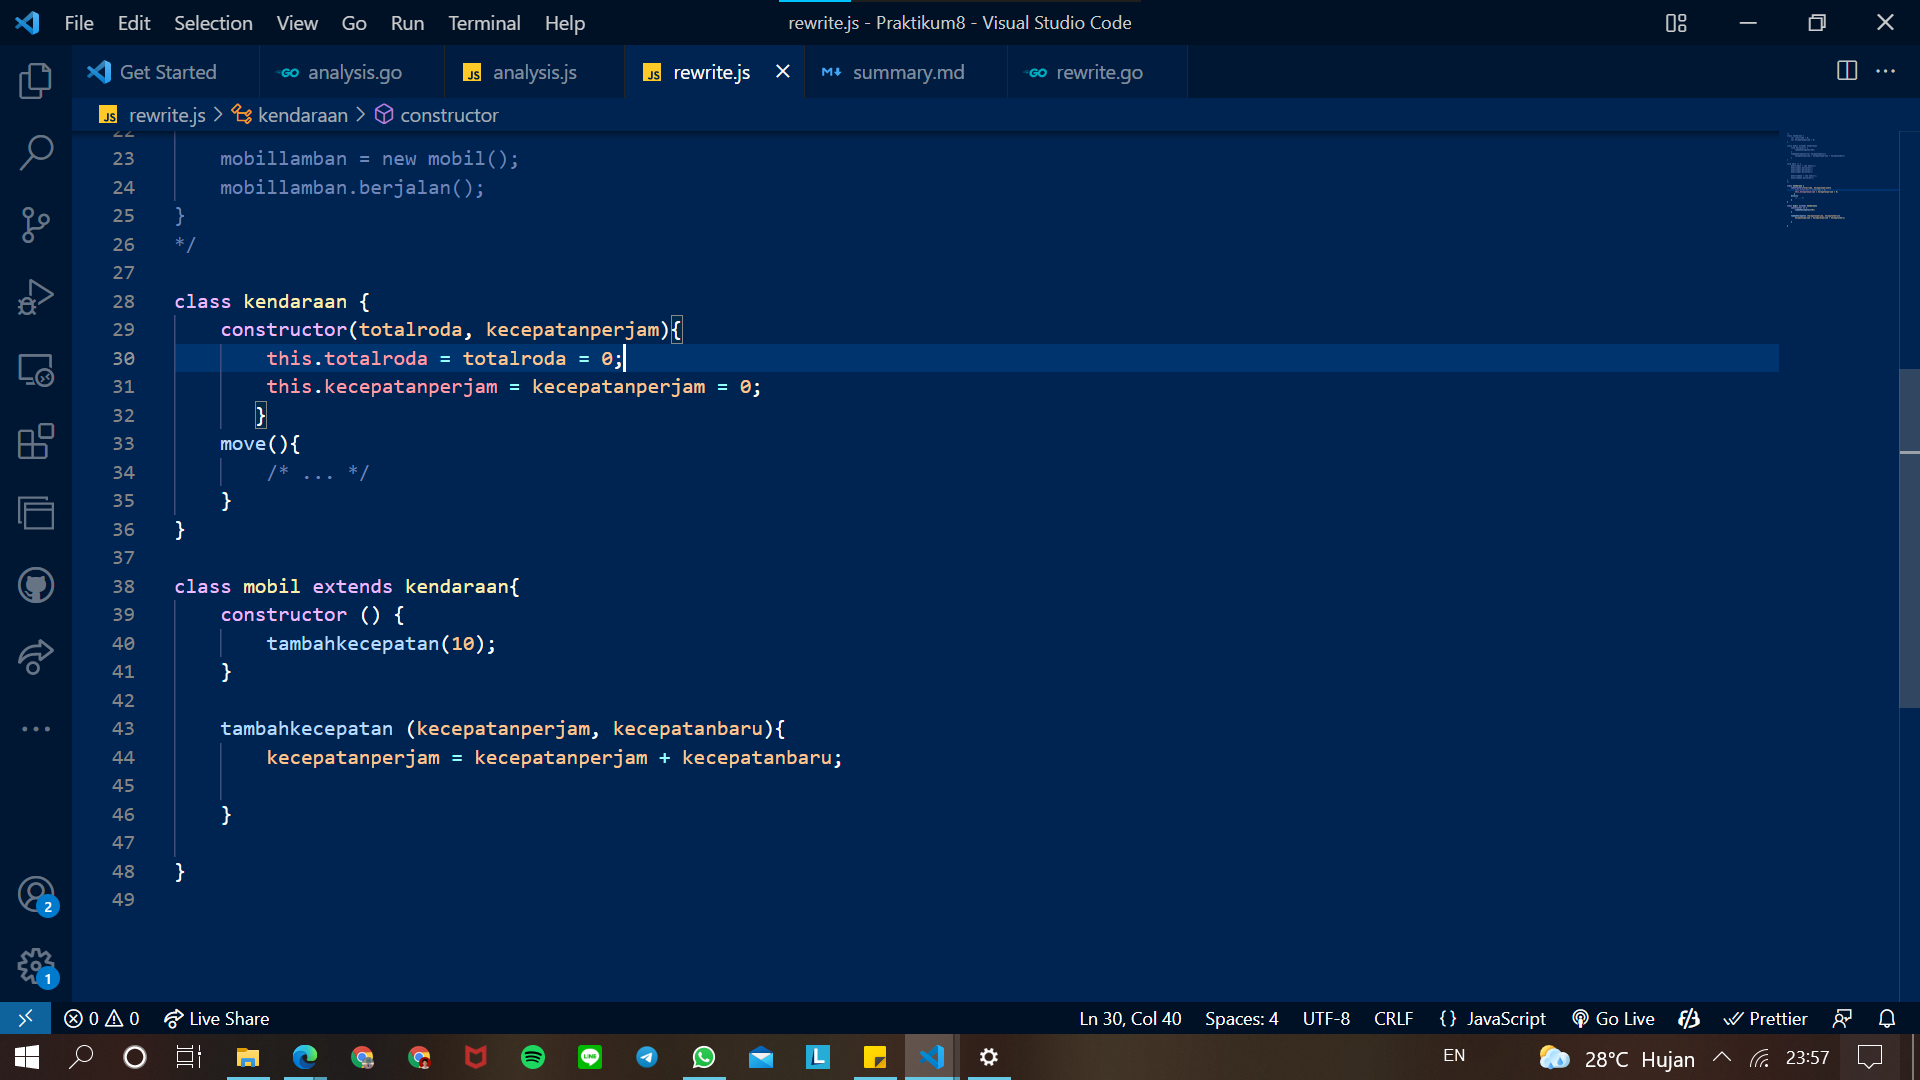 File Edit Selection View Go Run Terminal Help
rewrite.js - Praktikum8 - Visual Studio Code
Get Started
analysis.go
analysis.js
rewrite.js
summary.md
rewrite.go
rewrite.js > kendaraan > constructor
22
23 mobillamban = new mobil();
24 mobillamban.berjalan();
25 }
26 */
27
28 class kendaraan {
29 constructor(totalroda, kecepatanperjam){
30 this.totalroda = totalroda = 0;
31 this.kecepatanperjam = kecepatanperjam = 0;
32 }
33 move(){
34 /* ... */
35 }
36 }
37
38 class mobil extends kendaraan{
39 constructor () {
40 tambahkecepatan(10);
41 }
42
43 tambahkecepatan (kecepatanperjam, kecepatanbaru){
44 kecepatanperjam = kecepatanperjam + kecepatanbaru;
45
46 }
47
48 }
49
2
1
0 0 Live Share
Ln 30, Col 40 Spaces: 4 UTF-8 CRLF {} JavaScript Go Live Prettier
EN
28°C Hujan
23:57